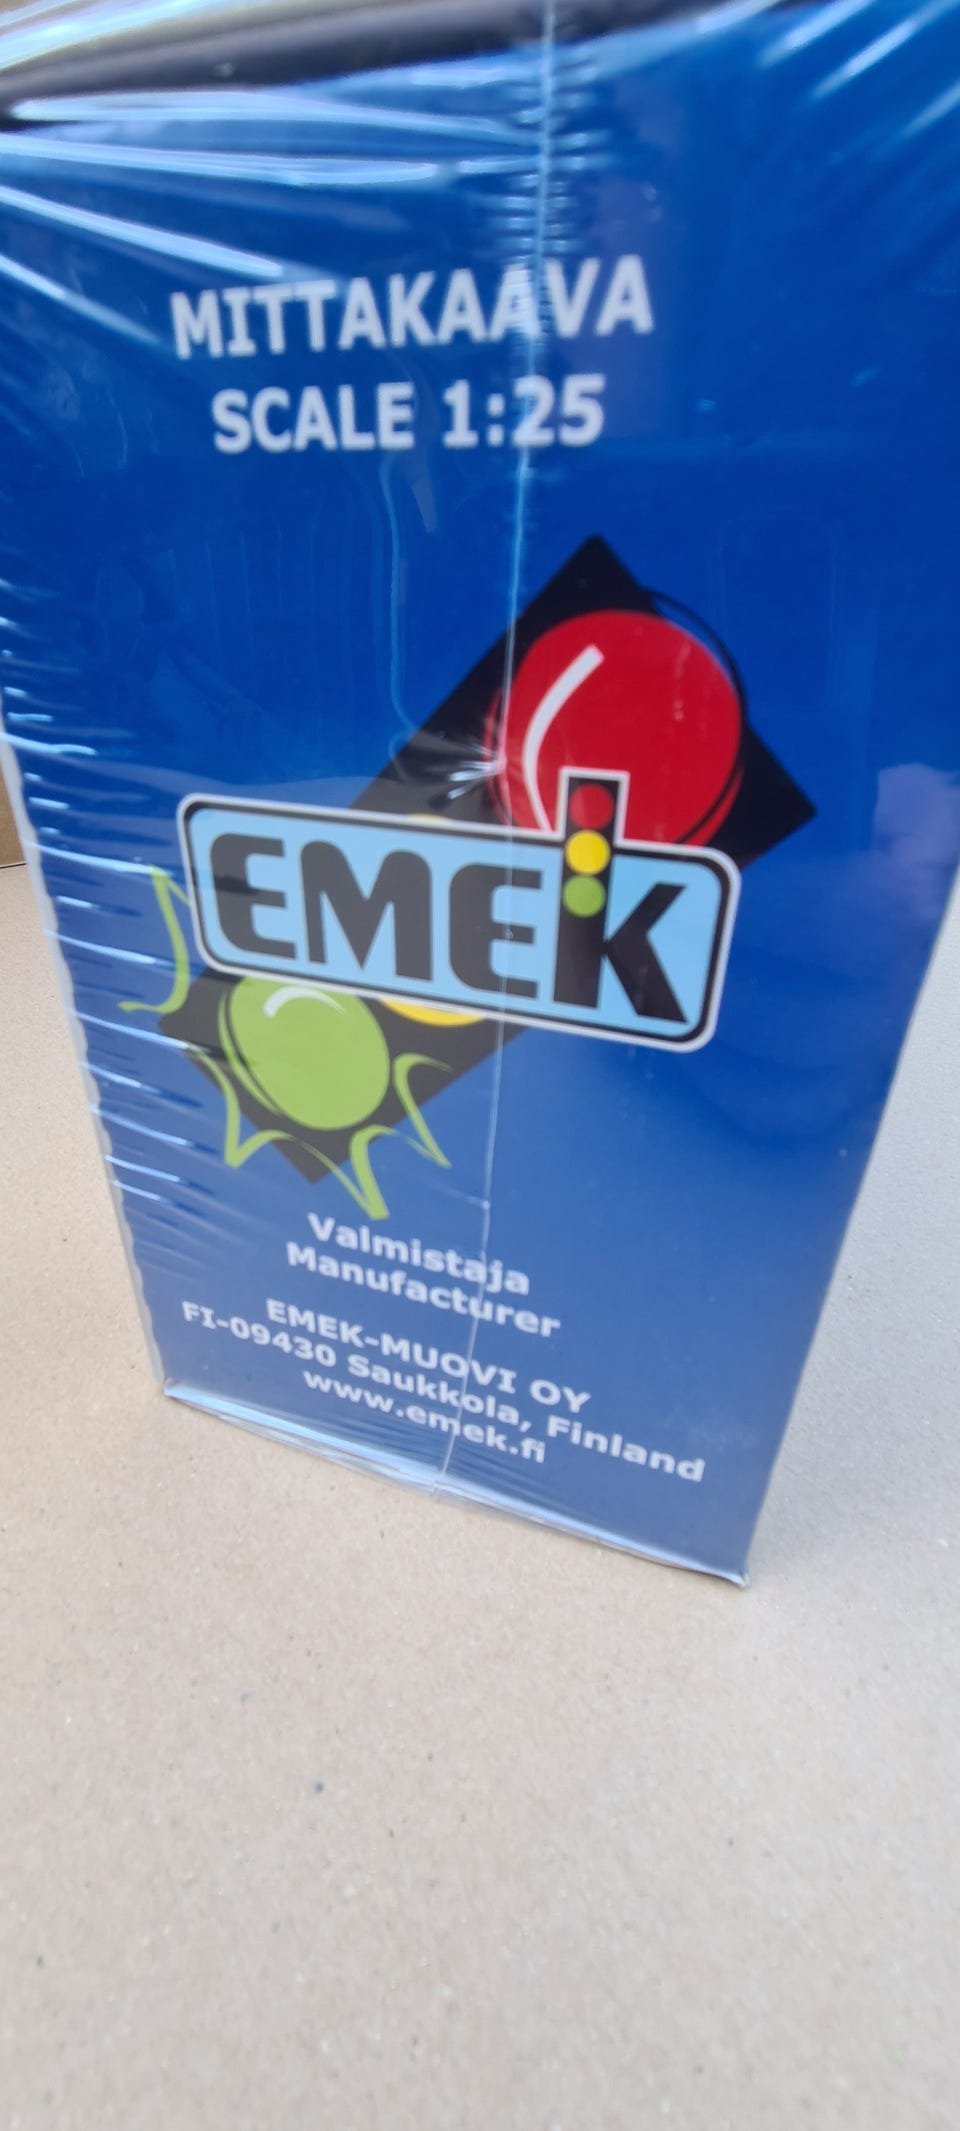 MITTAKAAVA
SCALE 1:25
EMEK
Valmistaja
Manufacturer
EMEK-MUOVI OY
FI-09430 Saukkola, Finland
www.emek.fi